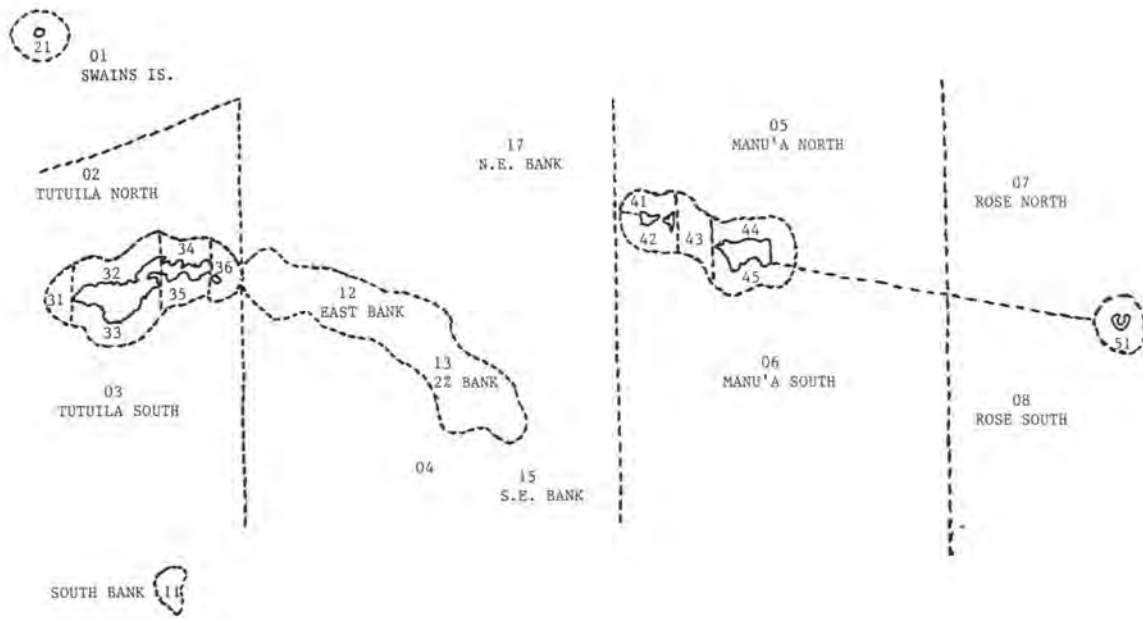 21
01
SWAINS IS.
02
TUTUILA NORTH
17
N.E. BANK
05
MANU'A NORTH
07
ROSE NORTH
31
32
33
34
35
36
41
42
43
44
45
12
EAST BANK
13
2% BANK
51
03
TUTUILA SOUTH
06
MANU'A SOUTH
08
ROSE SOUTH
04
15
S.E. BANK
SOUTH BANK 11